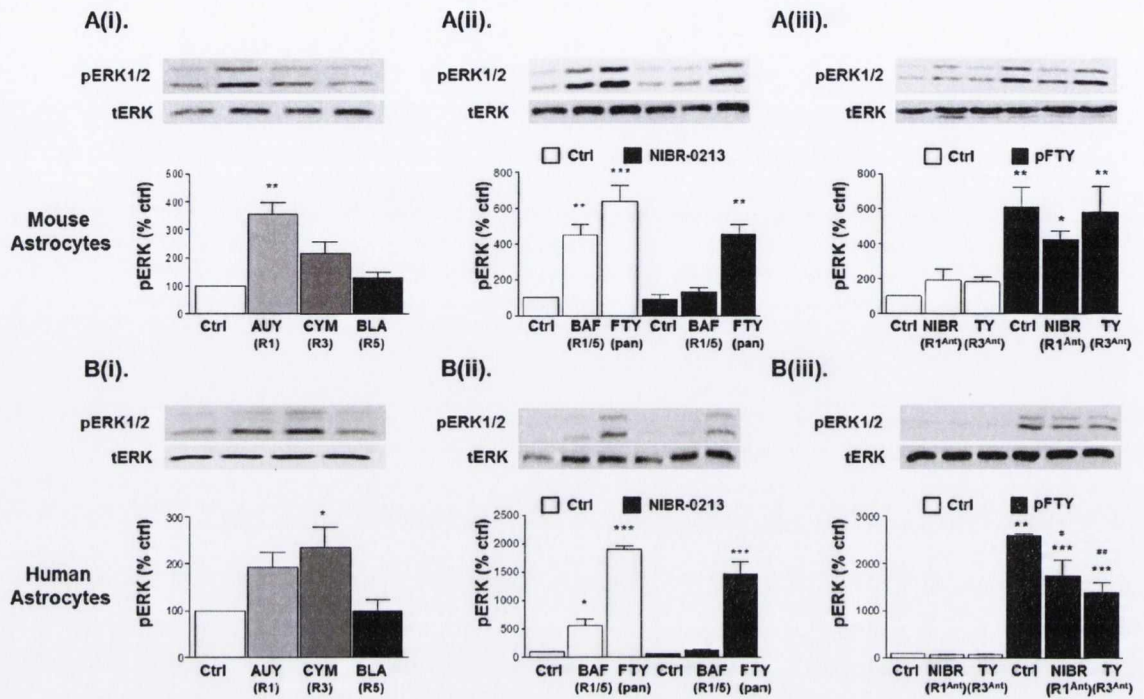 A(i).
A(ii).
A(iii).
pERK1/2
tERK
pERK1/2
tERK
pERK1/2
tERK
Mouse
Astrocytes
pERK (% ctrl)
500
400
300
200
100
0
**
Ctrl AUY CYM BLA
(R1) (R3) (R5)
Ctrl NIBR-0213
pERK (% ctrl)
800
600
400
200
0
** *** **
Ctrl BAF FTY Ctrl BAF FTY
(R1/5) (pan) (R1/5) (pan)
Ctrl pFTY
pERK (% ctrl)
800
600
400
200
0
** * **
Ctrl NIBR TY Ctrl NIBR TY
(R1Ant) (R3Ant) (R1Ant) (R3Ant)
B(i).
B(ii).
B(iii).
pERK1/2
tERK
pERK1/2
tERK
pERK1/2
tERK
Human
Astrocytes
pERK (% ctrl)
300
200
100
0
*
Ctrl AUY CYM BLA
(R1) (R3) (R5)
Ctrl NIBR-0213
pERK (% ctrl)
2500
2000
1500
1000
500
0
* *** ***
Ctrl BAF FTY Ctrl BAF FTY
(R1/5) (pan) (R1/5) (pan)
Ctrl pFTY
pERK (% ctrl)
3000
2000
1000
0
** # *** ## ***
Ctrl NIBR TY Ctrl NIBR TY
(R1Ant) (R3Ant) (R1Ant) (R3Ant)